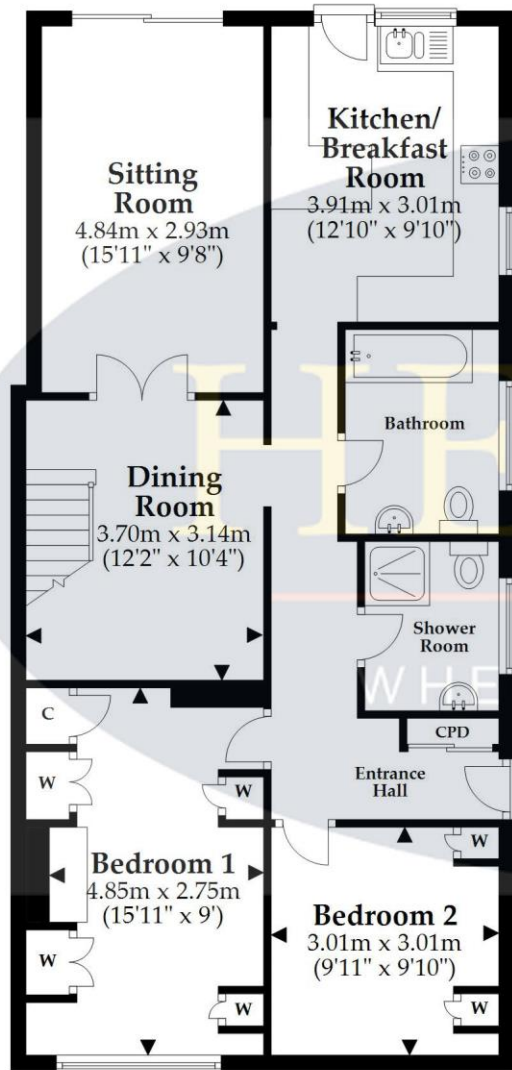 Sitting
Room
4.84m x 2.93m
(15'11" x 9'8")
Kitchen/
Breakfast
Room
3.91m x 3.01m
(12'10" x 9'10")
HE
Bathroom
Dining
Room
3.70m x 3.14m
(12'2" x 10'4")
Shower
Room
WHE
C
CPD
Entrance
Hall
W
W
W
Bedroom 1
4.85m x 2.75m
(15'11" x 9')
Bedroom 2
3.01m x 3.01m
(9'11" x 9'10")
W
W
W